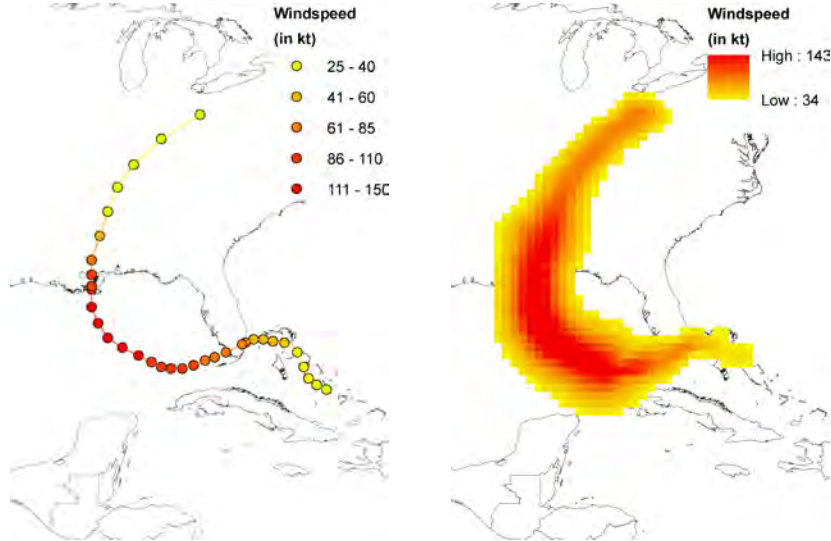 Windspeed
(in kt)
25 - 40
41 - 60
61 - 85
86 - 110
111 - 150
Windspeed
(in kt)
High : 143
Low : 34